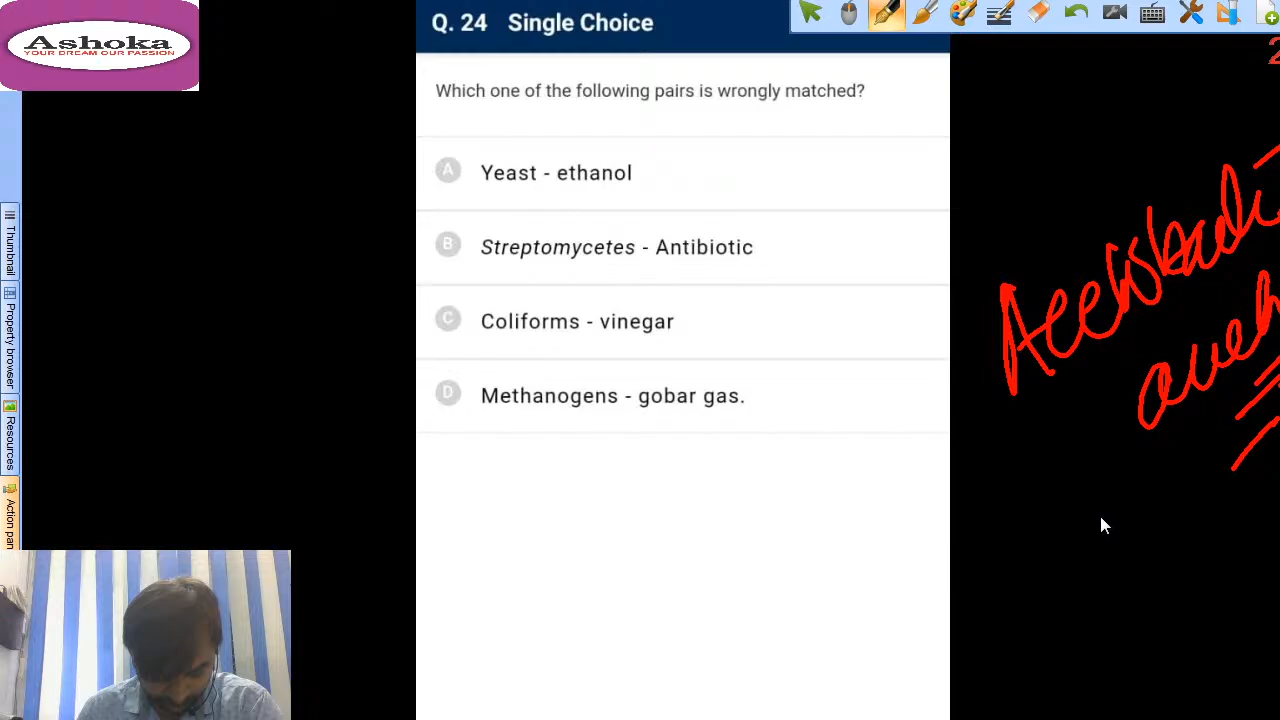 Ashoka
YOUR DREAM OUR PASSION
Q. 24 Single Choice
Which one of the following pairs is wrongly matched?
A Yeast - ethanol
B Streptomycetes - Antibiotic
C Coliforms - vinegar
D Methanogens - gobar gas.
Thumbnail
Property browser
Resources
Action pan
2